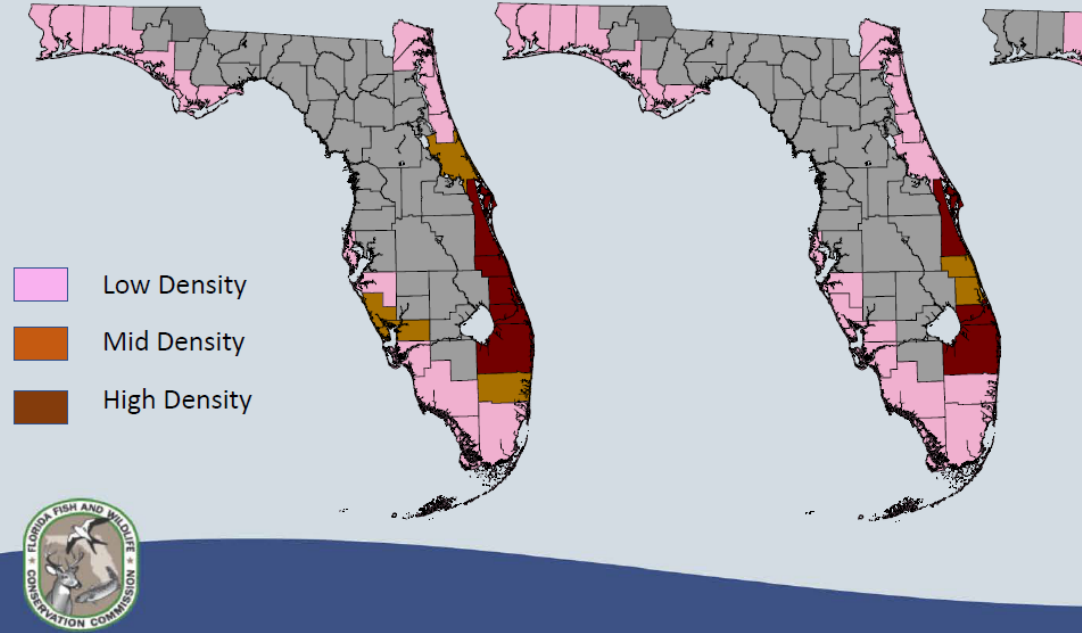 Low Density
Mid Density
High Density
FLORIDA FISH AND WILDLIFE
CONSERVATION COMMISSION